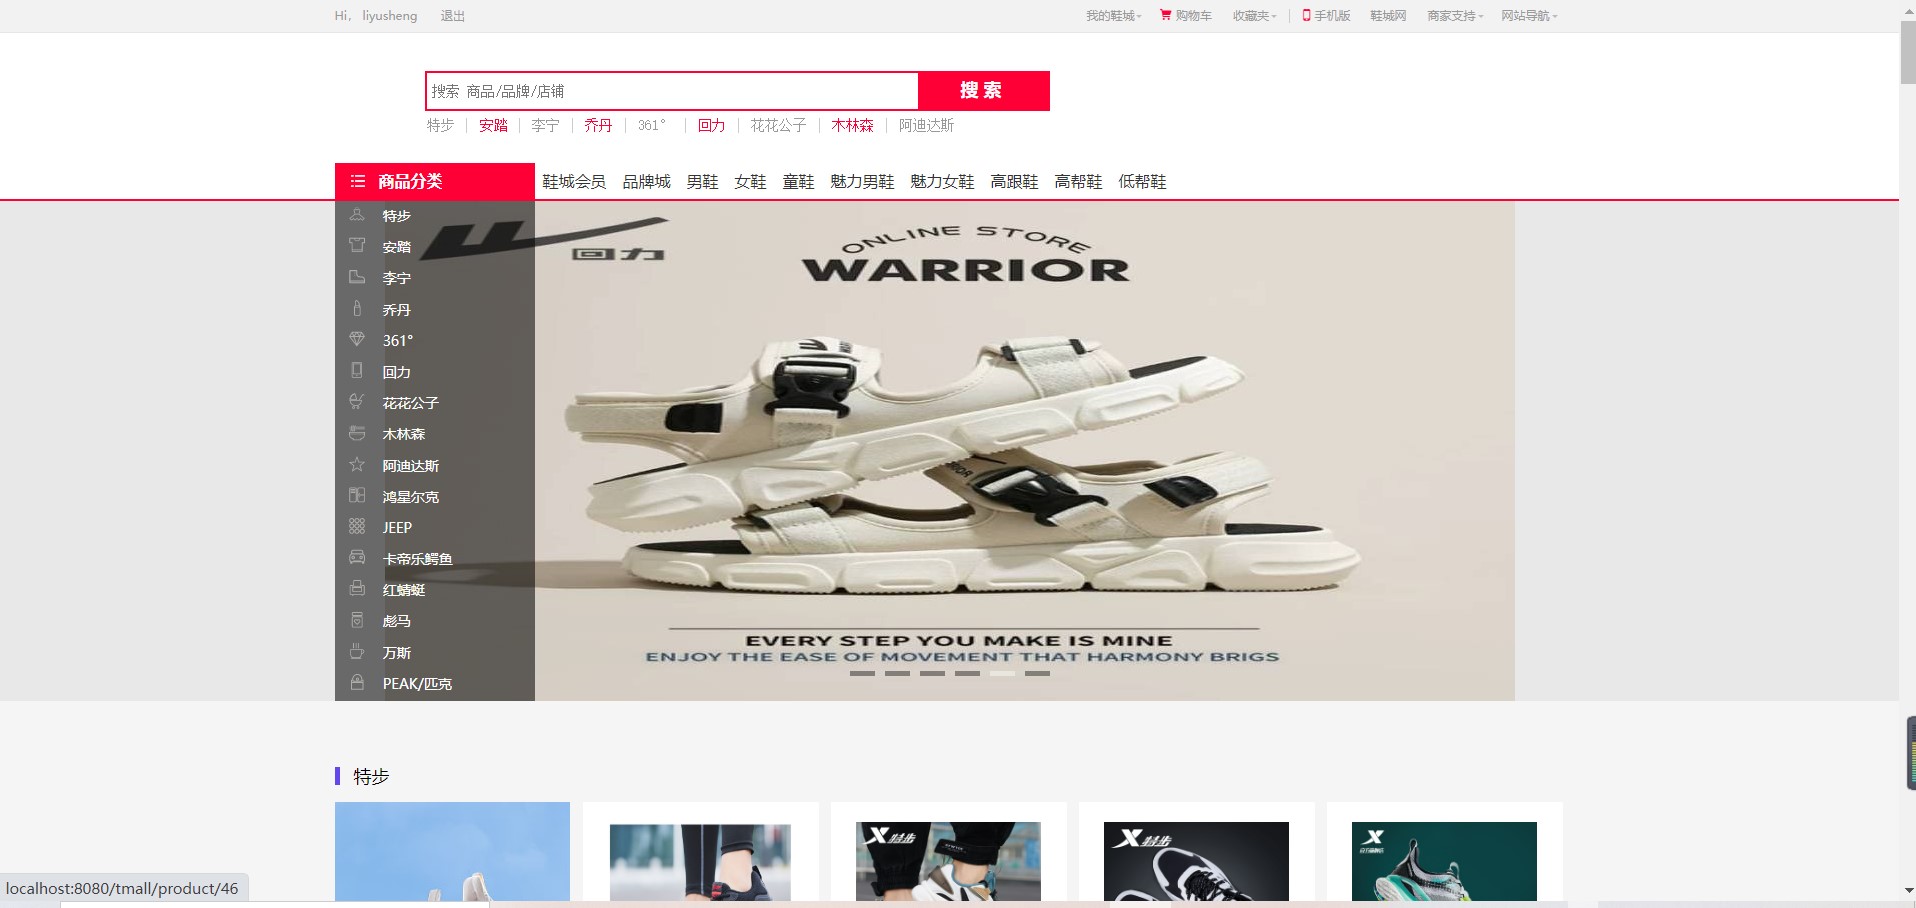 Hi, liyusheng 退出 我的鞋城 购物车 收藏夹 手机版 鞋城网 商家支持 网站导航
搜索 商品/品牌/店铺 搜 索
特步 安踏 李宁 乔丹 361° 回力 花花公子 木林森 阿迪达斯
商品分类 鞋城会员 品牌城 男鞋 女鞋 童鞋 魅力男鞋 魅力女鞋 高跟鞋 高帮鞋 低帮鞋
特步
安踏
李宁
乔丹
361°
回力
花花公子
木林森
阿迪达斯
鸿星尔克
JEEP
卡帝乐鳄鱼
红蜻蜓
彪马
万斯
PEAK/匹克
回力
ONLINE STORE
WARRIOR
EVERY STEP YOU MAKE IS MINE
ENJOY THE EASE OF MOVEMENT THAT HARMONY BRIGS
特步
特步
特步
localhost:8080/tmall/product/46